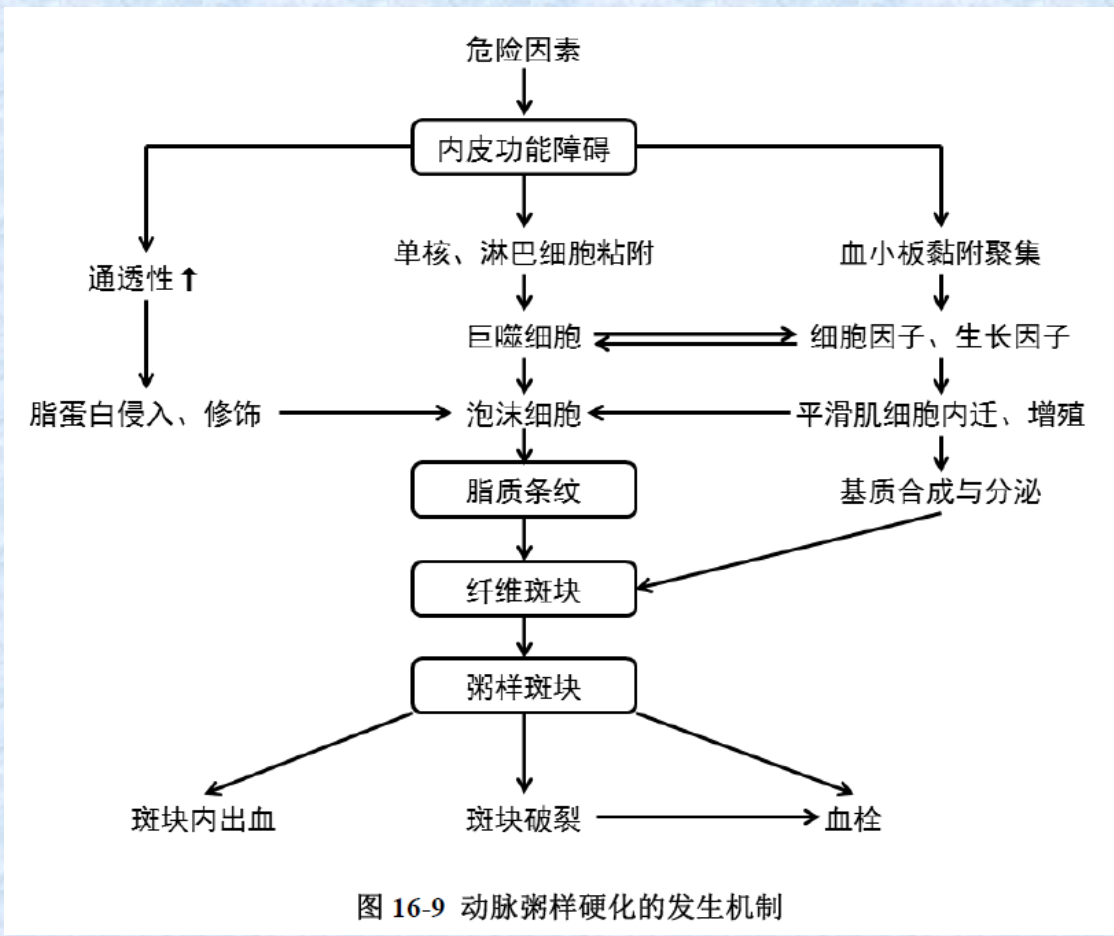 危险因素
内皮功能障碍
单核、淋巴细胞粘附
血小板黏附聚集
通透性↑
巨噬细胞
细胞因子、生长因子
脂蛋白侵入、修饰
泡沫细胞
平滑肌细胞内迁、增殖
脂质条纹
基质合成与分泌
纤维斑块
粥样斑块
斑块内出血
斑块破裂
血栓
图 16-9 动脉粥样硬化的发生机制